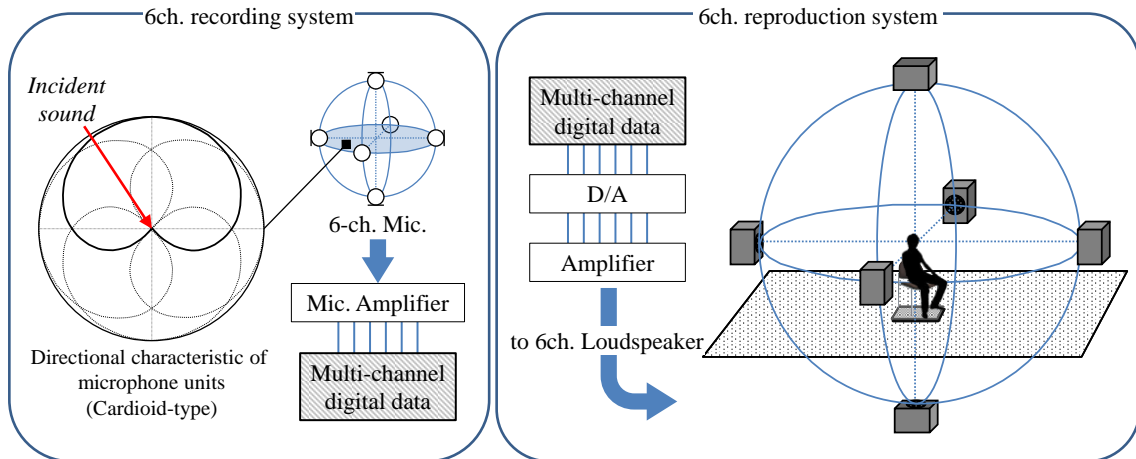 6ch. recording system
Incident
sound
6-ch. Mic.
Mic. Amplifier
Multi-channel
digital data
Directional characteristic of
microphone units
(Cardioid-type)
6ch. reproduction system
Multi-channel
digital data
D/A
Amplifier
to 6ch. Loudspeaker